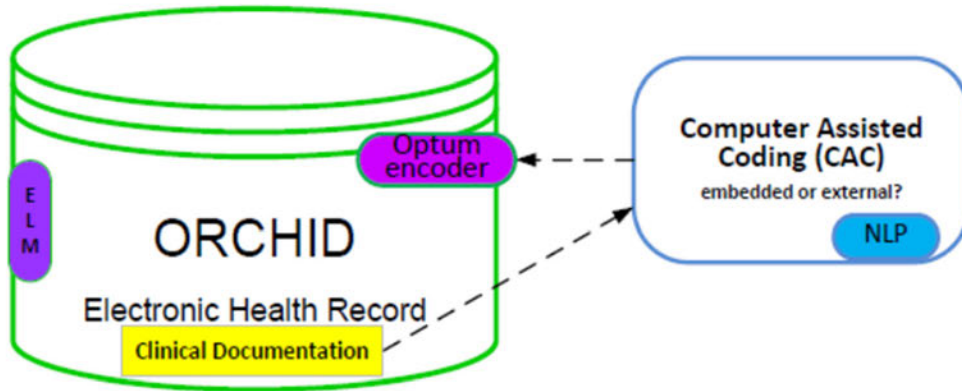 Optum
encoder
E
L
M
ORCHID
Electronic Health Record
Clinical Documentation
Computer Assisted
Coding (CAC)
embedded or external?
NLP